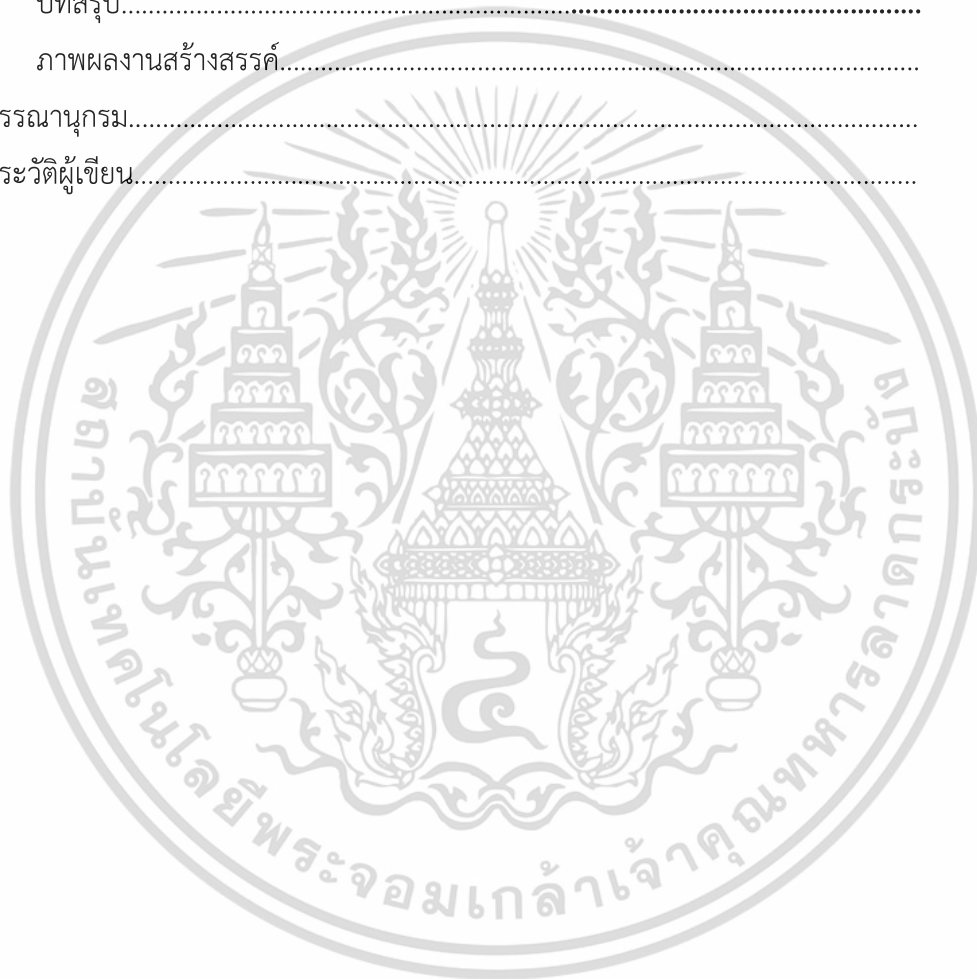 บทสรุป
ภาพผลงานสร้างสรรค์
รรณานุกรม
ระวัติผู้เขียน
สถาบันเทคโนโลยีพระจอมเกล้าเจ้าคุณทหารลาดกระบัง
๔